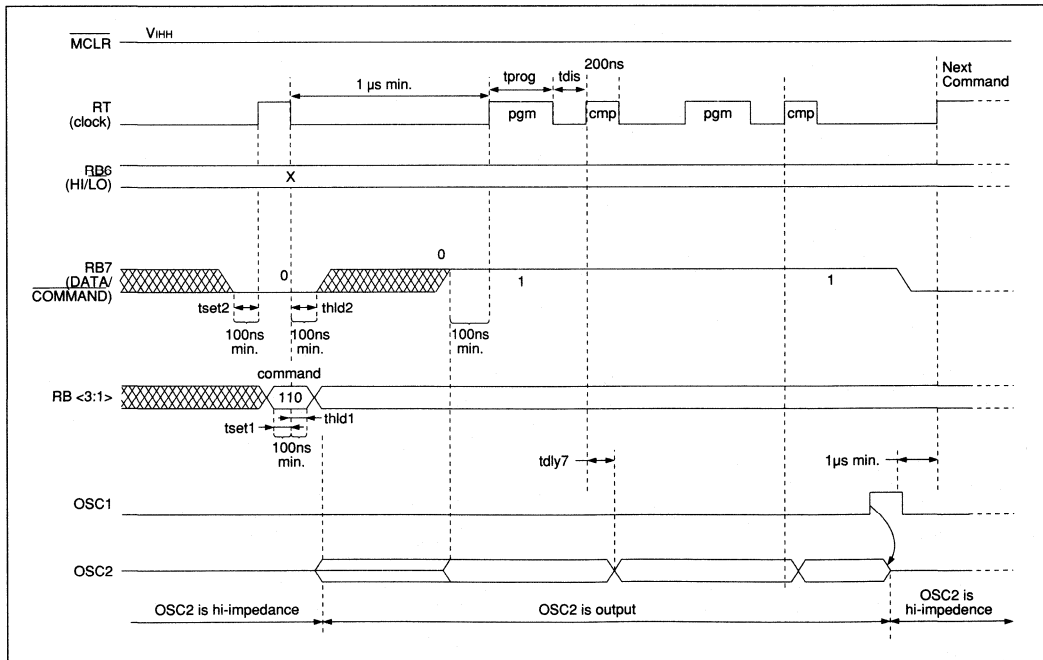 MCLR
VIHH
RT
(clock)
1 µs min.
tprog
tdis
200ns
pgm
cmp
pgm
cmp
Next
Command
RB6
(HI/LO)
X
RB7
(DATA/
COMMAND)
0
0
1
1
tset2
thld2
100ns
min.
100ns
min.
100ns
min.
command
RB <3:1>
110
tset1
thld1
100ns
min.
tdly7
1µs min.
OSC1
OSC2
OSC2 is hi-impedance
OSC2 is output
OSC2 is
hi-impedence